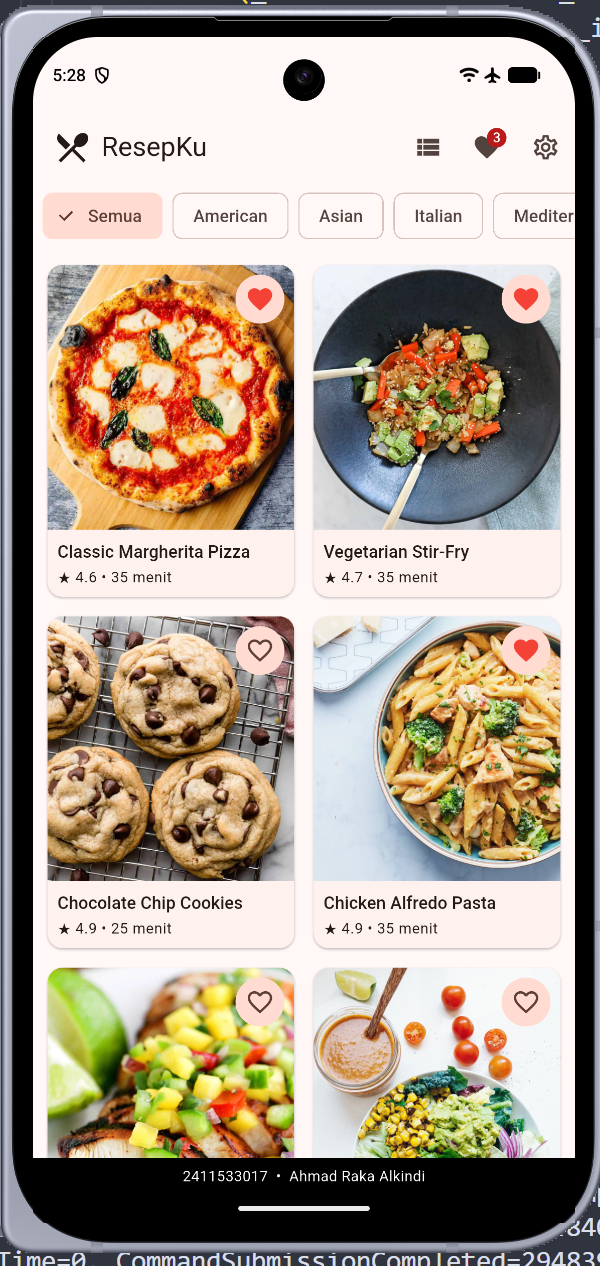 5:28
ResepKu
3
Semua
American
Asian
Italian
Mediter
Classic Margherita Pizza
★ 4.6 • 35 menit
Vegetarian Stir-Fry
★ 4.7 • 35 menit
Chocolate Chip Cookies
★ 4.9 • 25 menit
Chicken Alfredo Pasta
★ 4.9 • 35 menit
2411533017 • Ahmad Raka Alkindi
Time=0 CommandSubmissionCompleted=294839